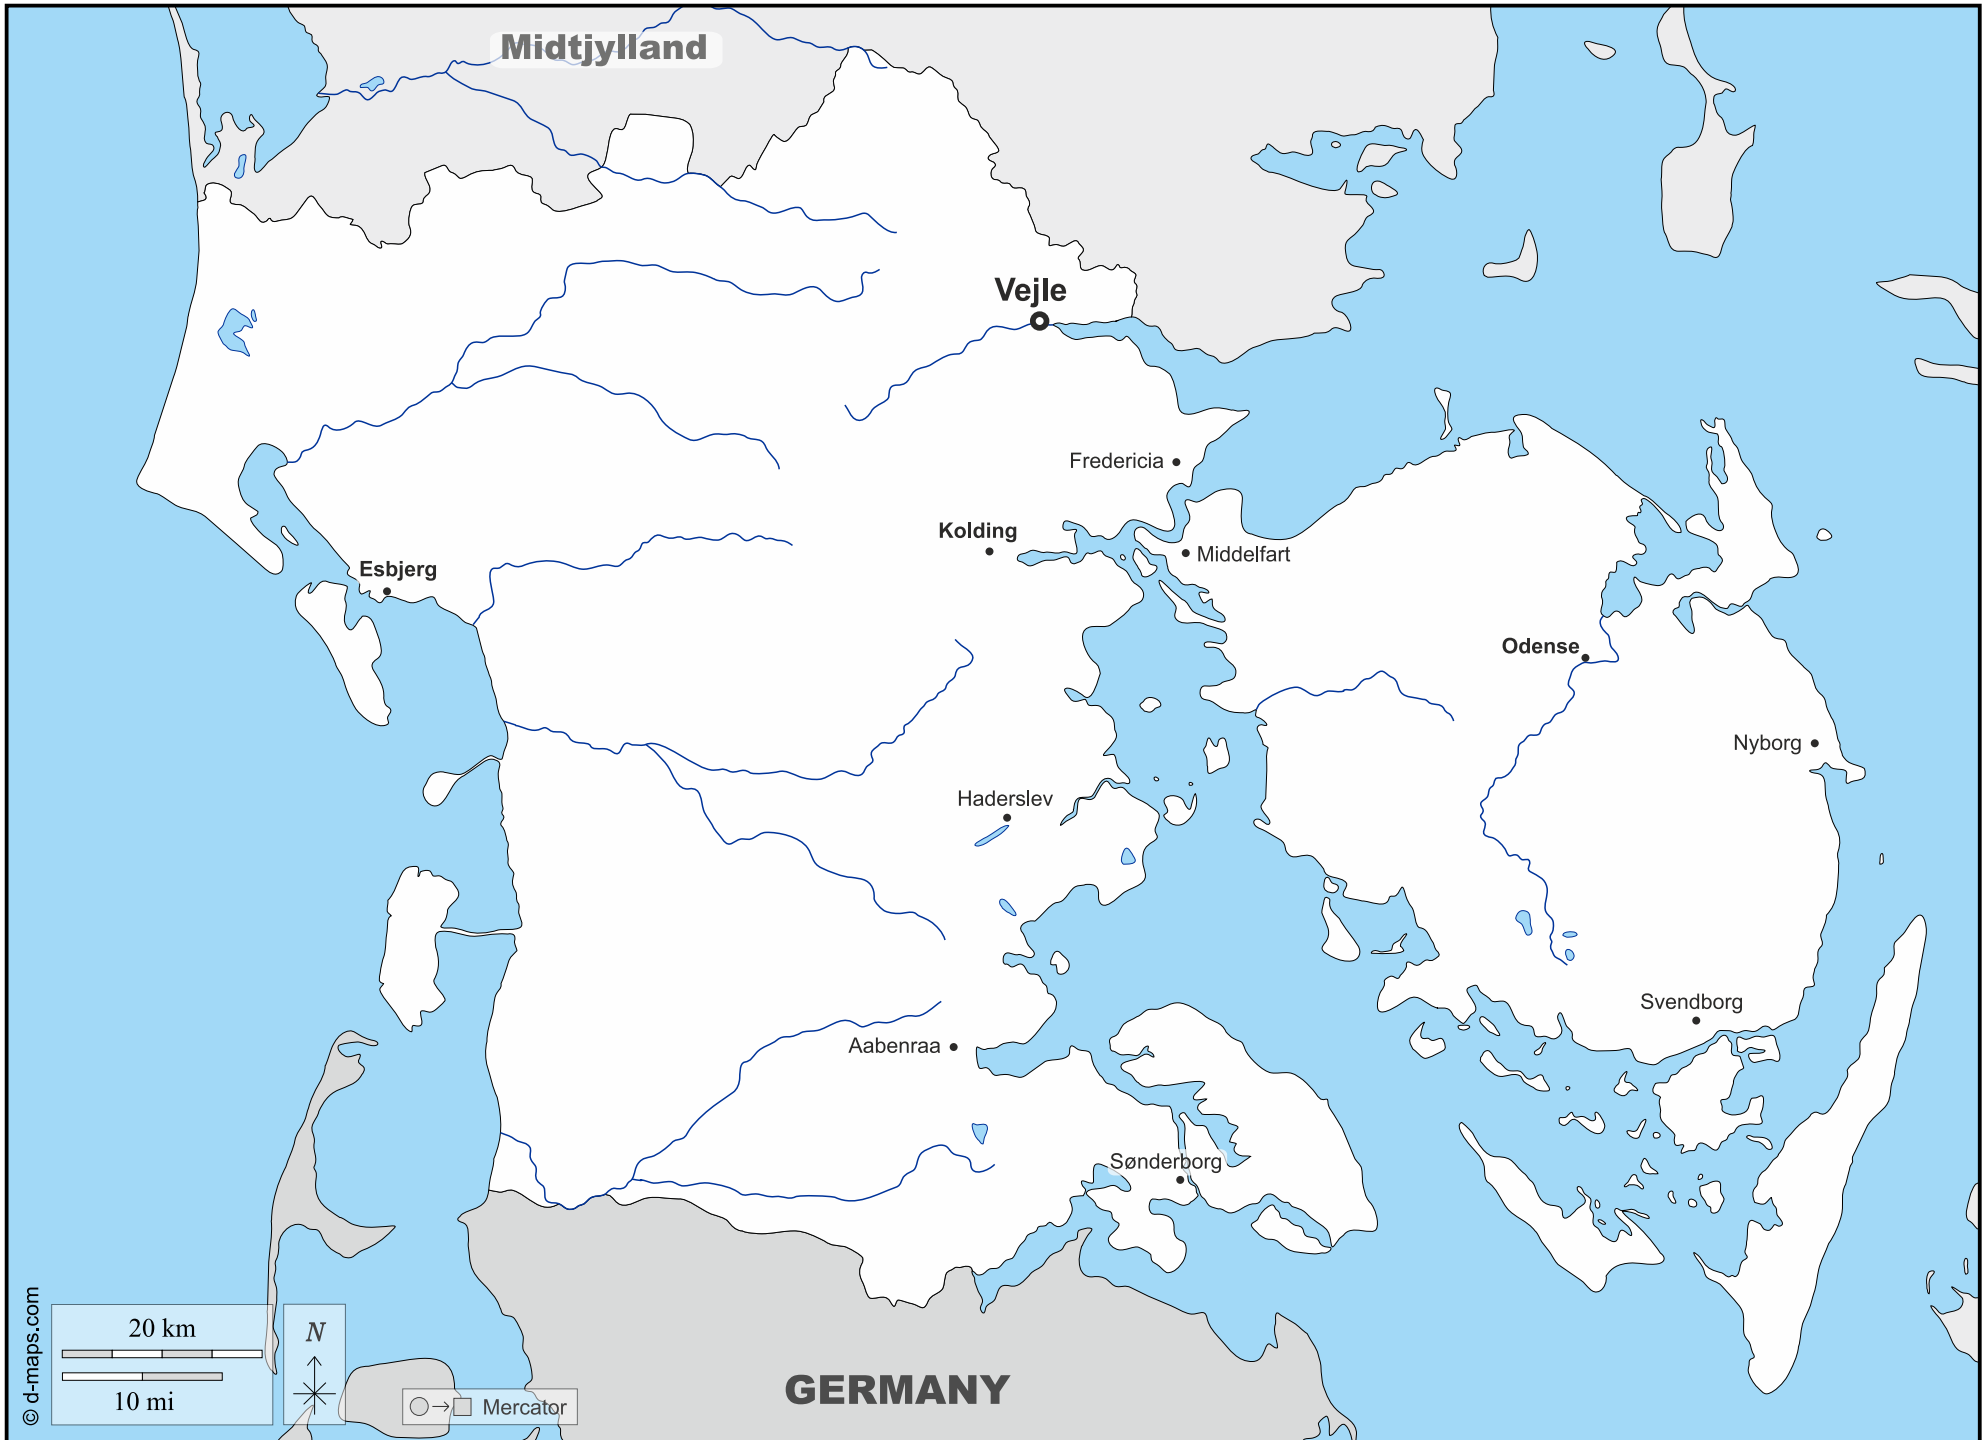 Midtjylland
Vejle
Fredericia
Kolding
Middelfart
Esbjerg
Odense
Nyborg
Haderslev
Svendborg
Aabenraa
Sønderborg
© d-maps.com
20 km
10 mi
N
Mercator
GERMANY